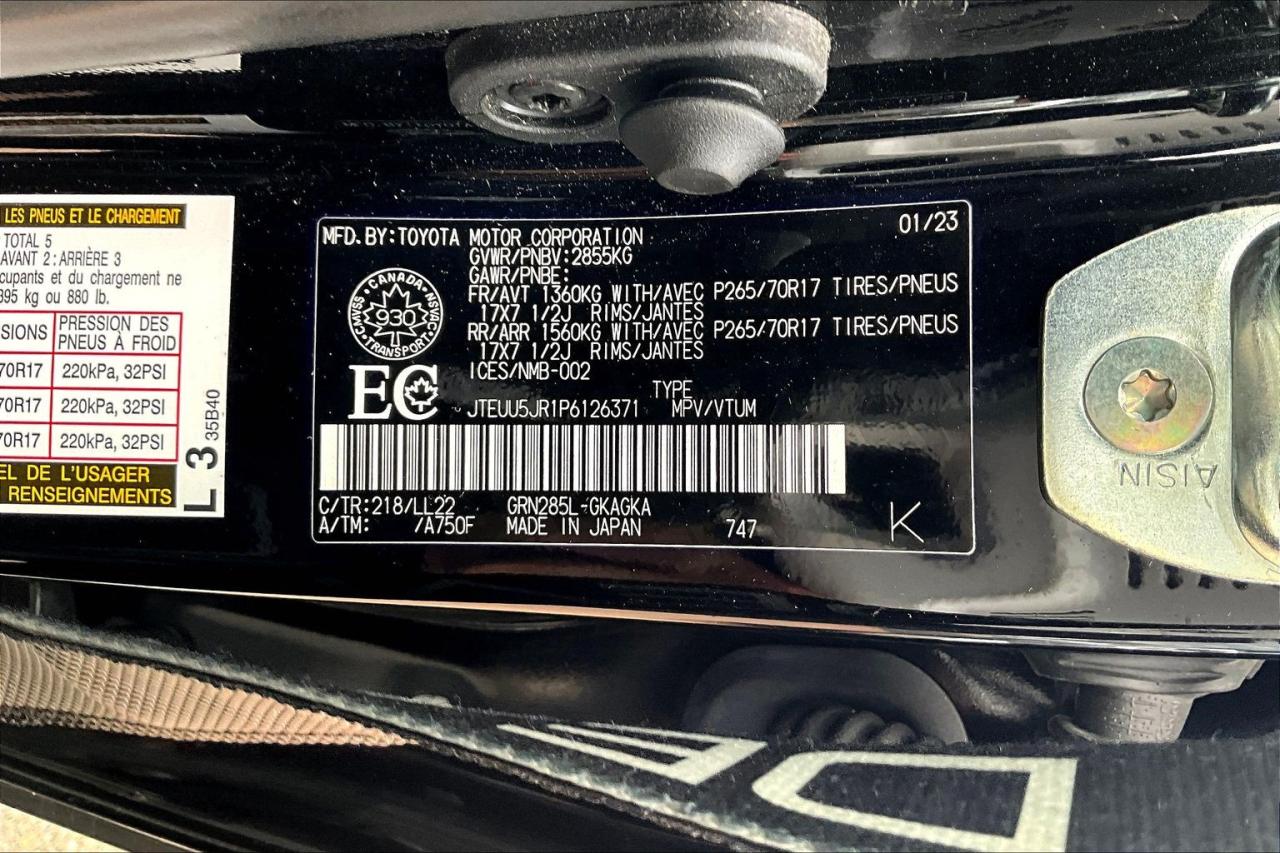 LES PNEUS ET LE CHARGEMENT
TOTAL 5
AVANT 2 : ARRIÈRE 3
cupants et du chargement ne
395 kg ou 880 lb.
SIONS PRESSION DES PNEUS À FROID
70R17 220kPa, 32PSI
70R17 220kPa, 32PSI
70R17 220kPa, 32PSI
EL DE L'USAGER
RENSEIGNEMENTS
L 3 35B40
MFD. BY: TOYOTA MOTOR CORPORATION 01/23
GVWR/PNBV: 2855KG
GAWR/PNBE:
FR/AVT 1360KG WITH/AVEC P265/70R17 TIRES/PNEUS
17X7 1/2J RIMS/JANTES
RR/ARR 1560KG WITH/AVEC P265/70R17 TIRES/PNEUS
17X7 1/2J RIMS/JANTES
ICES/NMB-002
CANADA
CMVSS
930
NSVAC
TRANSPORT
EC
TYPE
JTEUU5JR1P6126371 MPV/VTUM
C/TR: 218/LL22 GRN285L-GKAGKA
A/TM: /A750F MADE IN JAPAN 747
K
AISIN